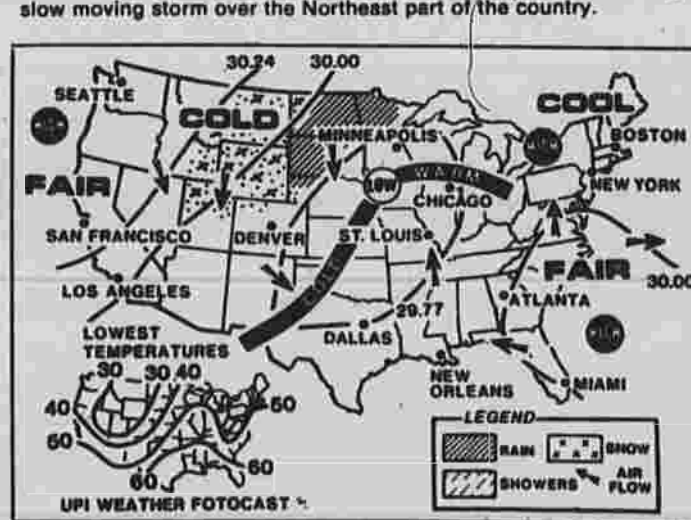 slow moving storm over the Northeast part of the country.
30.24 30.00
SEATTLE
COLD
COOL
MINNEAPOLIS
BOSTON
FAIR
LOW
WARM
CHICAGO
NEW YORK
SAN FRANCISCO
DENVER
ST. LOUIS
FAIR
30.00
LOS ANGELES
COLD
29.77
ATLANTA
LOWEST
TEMPERATURES
DALLAS
30 30 40
NEW
ORLEANS
MIAMI
40
50
50
60
60
LEGEND
RAIN
SNOW
SHOWERS
AIR
FLOW
UPI WEATHER FOTOCAST